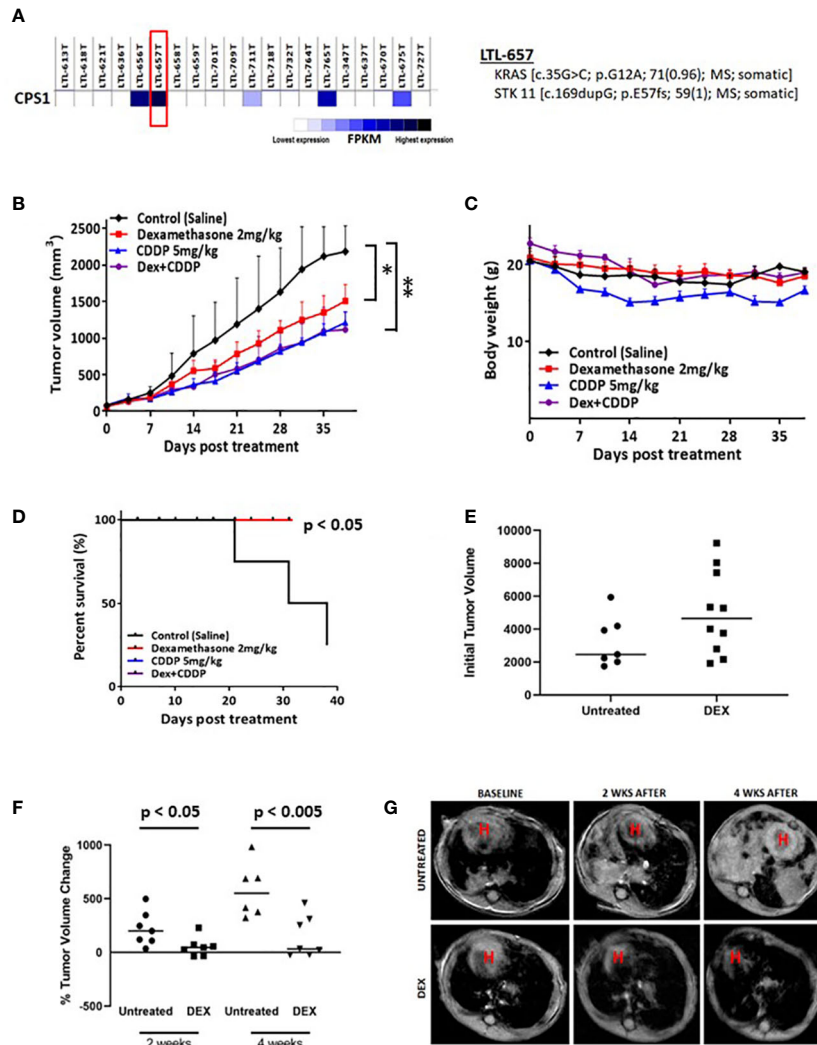 A
LTL-613T
LTL-618T
LTL-621T
LTL-636T
LTL-656T
LTL-657T
LTL-658T
LTL-659T
LTL-701T
LTL-709T
LTL-711T
LTL-718T
LTL-732T
LTL-764T
LTL-765T
LTL-347T
LTL-637T
LTL-670T
LTL-675T
LTL-727T
CPS1
Lowest expression FPKM Highest expression
LTL-657
KRAS [c.35G>C; p.G12A; 71(0.96); MS; somatic]
STK 11 [c.169dupG; p.E57fs; 59(1); MS; somatic]
B
Control (Saline)
Dexamethasone 2mg/kg
CDDP 5mg/kg
Dex+CDDP
Tumor volume (mm³)
2500
2000
1500
1000
500
0
0 7 14 21 28 35
Days post treatment
*
**
C
Body weight (g)
20
10
Control (Saline)
Dexamethasone 2mg/kg
CDDP 5mg/kg
Dex+CDDP
0 7 14 21 28 35
Days post treatment
D
Percent survival (%)
100
50
0
p < 0.05
Control (Saline)
Dexamethasone 2mg/kg
CDDP 5mg/kg
Dex+CDDP
0 10 20 30 40
Days post treatment
E
Initial Tumor Volume
10000
8000
6000
4000
2000
0
Untreated DEX
F
p < 0.05 p < 0.005
% Tumor Volume Change
1000
500
0
-500
Untreated DEX Untreated DEX
2 weeks 4 weeks
G
BASELINE 2 WKS AFTER 4 WKS AFTER
UNTREATED
H H H
DEX
H H H